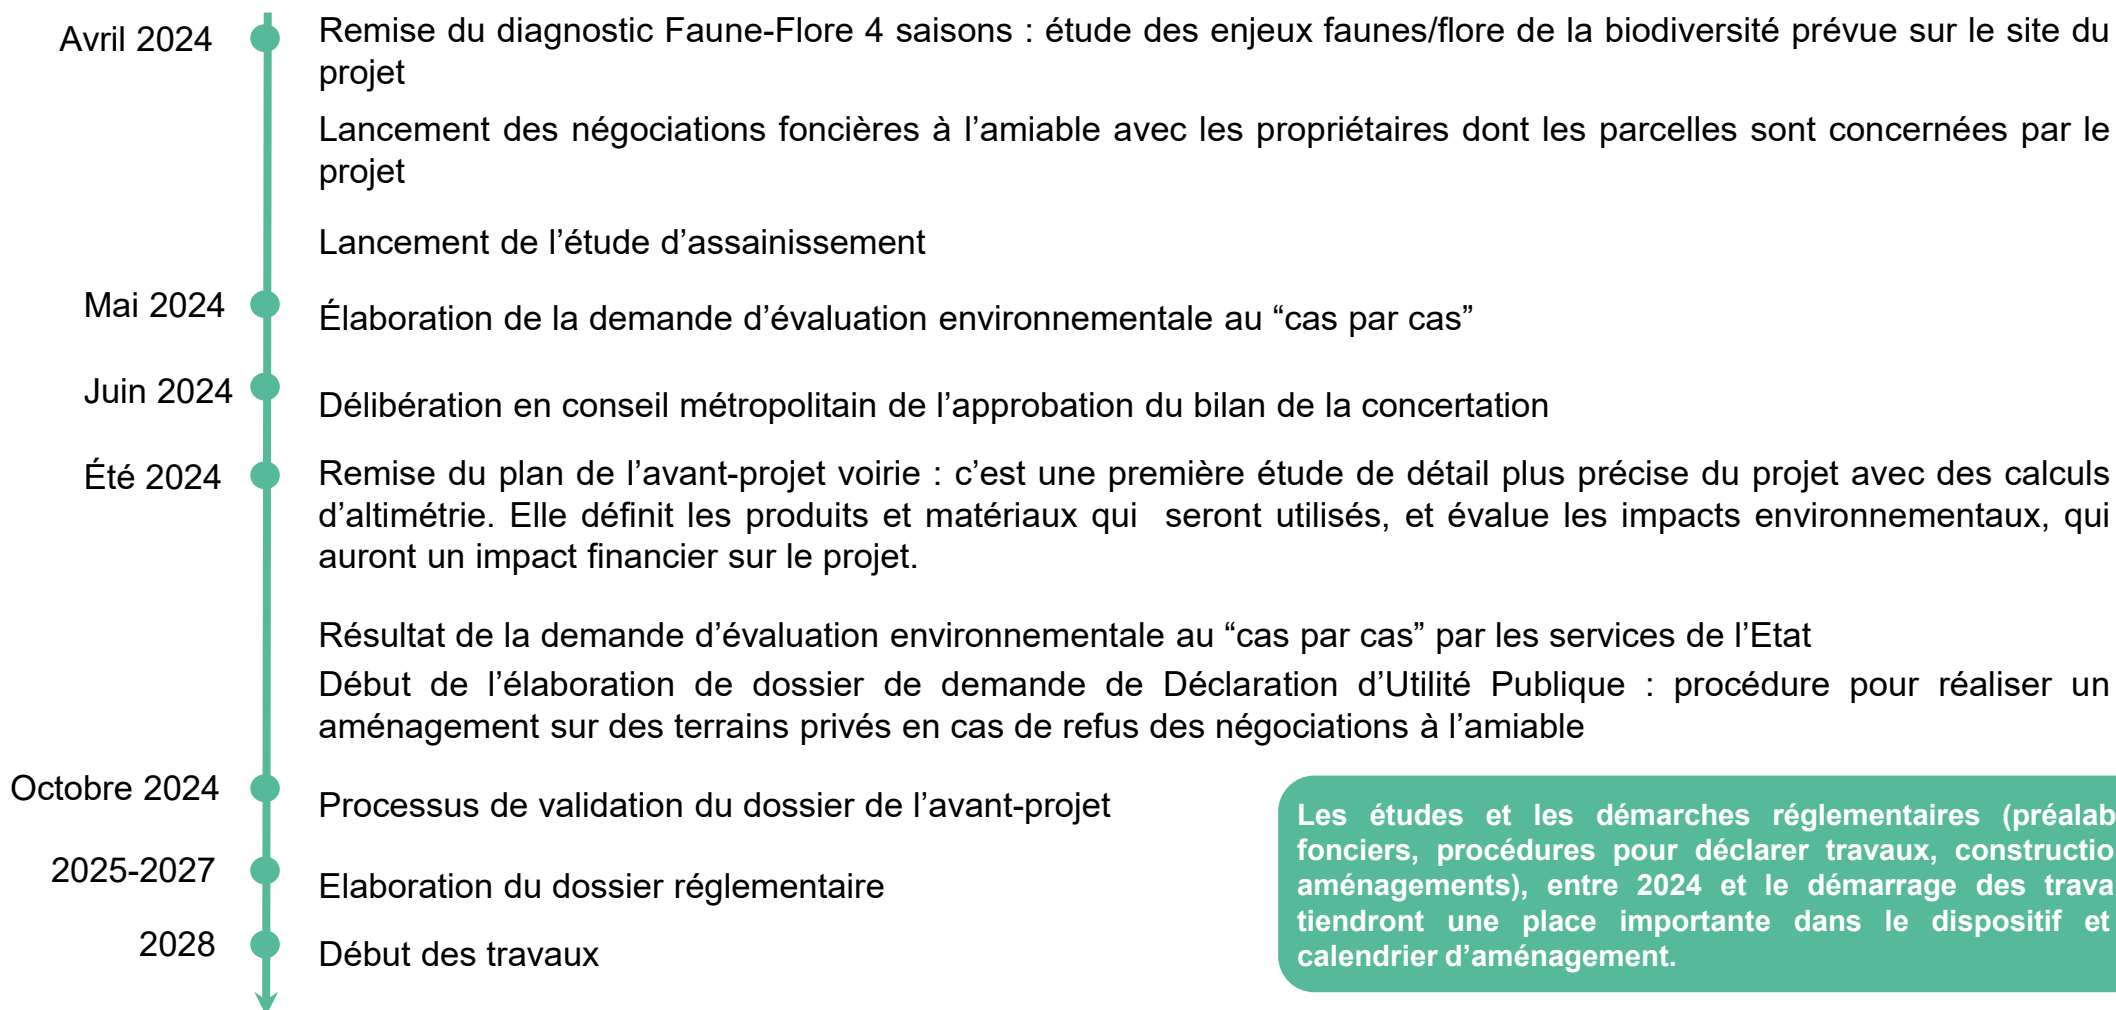 Avril 2024
Remise du diagnostic Faune-Flore 4 saisons : étude des enjeux faunes/flore de la biodiversité prévue sur le site du
projet
Lancement des négociations foncières à l’amiable avec les propriétaires dont les parcelles sont concernées par le
projet
Lancement de l’étude d’assainissement
Mai 2024
Élaboration de la demande d’évaluation environnementale au “cas par cas”
Juin 2024
Délibération en conseil métropolitain de l’approbation du bilan de la concertation
Été 2024
Remise du plan de l’avant-projet voirie : c’est une première étude de détail plus précise du projet avec des calculs
d’altimétrie. Elle définit les produits et matériaux qui seront utilisés, et évalue les impacts environnementaux, qui
auront un impact financier sur le projet.
Résultat de la demande d’évaluation environnementale au “cas par cas” par les services de l’Etat
Début de l’élaboration de dossier de demande de Déclaration d’Utilité Publique : procédure pour réaliser un
aménagement sur des terrains privés en cas de refus des négociations à l’amiable
Octobre 2024
Processus de validation du dossier de l’avant-projet
2025-2027
Elaboration du dossier réglementaire
2028
Début des travaux
Les études et les démarches réglementaires (préalab
fonciers, procédures pour déclarer travaux, constructio
aménagements), entre 2024 et le démarrage des trava
tiendront une place importante dans le dispositif et
calendrier d’aménagement.